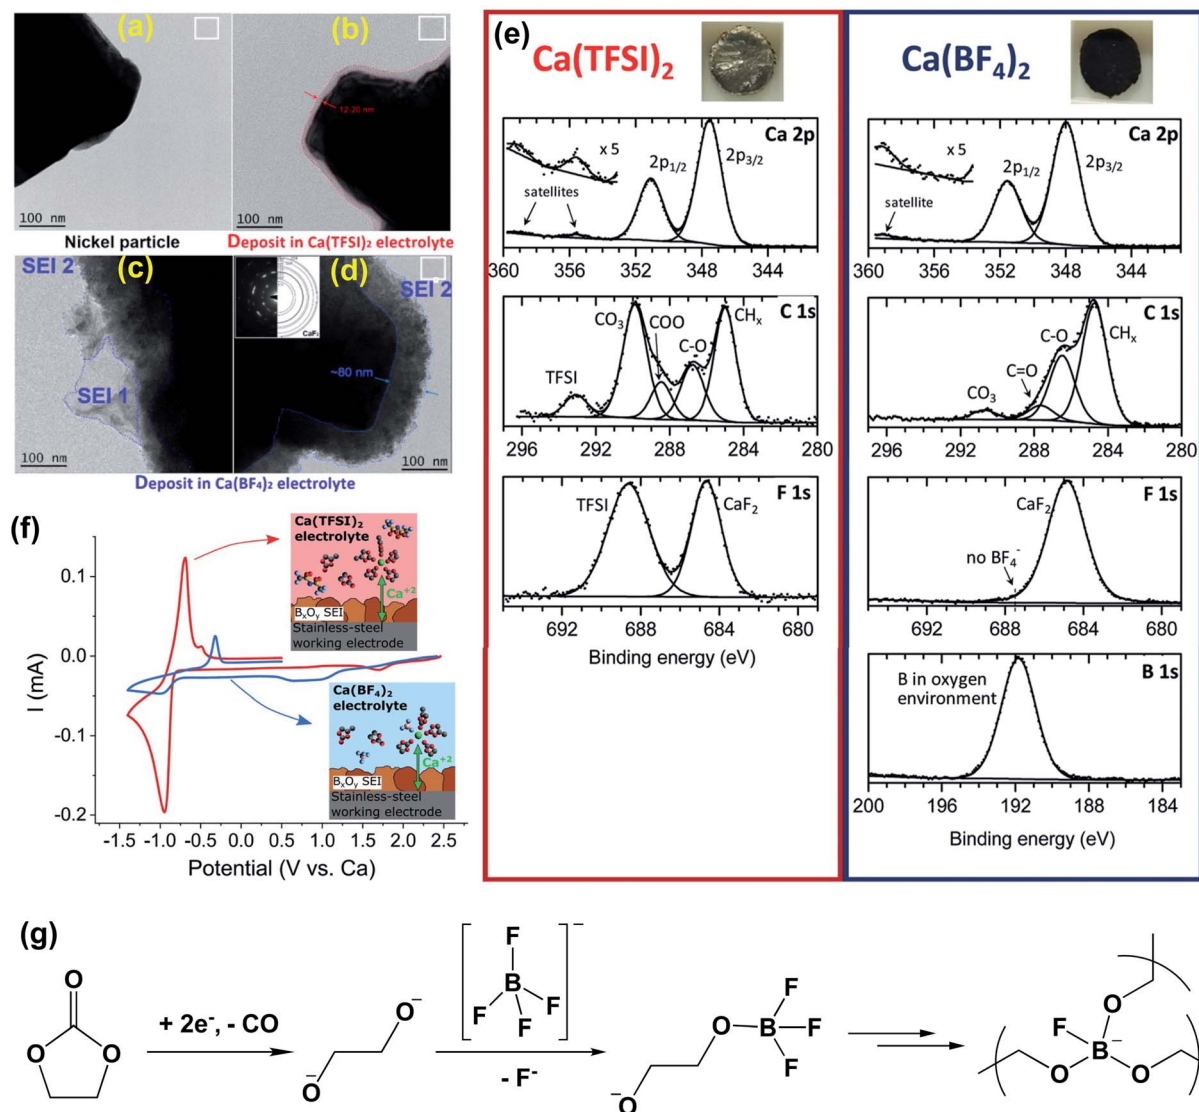 (a)
(b)
12-20 nm
100 nm
100 nm
Nickel particle
Deposit in Ca(TFSI)₂ electrolyte
SEI 2
(c)
SEI 1
100 nm
(d)
CaF₂
SEI 2
~80 nm
100 nm
Deposit in Ca(BF₄)₂ electrolyte
(e)
Ca(TFSI)₂
Ca 2p
x 5
2p₁/₂
2p₃/₂
satellites
360 356 352 348 344
C 1s
CO₃
COO
C-O
CHₓ
TFSI
296 292 288 284 280
F 1s
TFSI
CaF₂
692 688 684 680
Binding energy (eV)
Ca(BF₄)₂
Ca 2p
x 5
2p₁/₂
2p₃/₂
satellite
360 356 352 348 344
C 1s
C-O
CHₓ
C=O
CO₃
296 292 288 284 280
F 1s
CaF₂
no BF₄⁻
692 688 684 680
B 1s
B in oxygen
environment
200 196 192 188 184
Binding energy (eV)
(f)
Ca(TFSI)₂
electrolyte
Ca⁺²
BₓOᵧ SEI
Stainless-steel
working electrode
Ca(BF₄)₂
electrolyte
Ca⁺²
BₓOᵧ SEI
Stainless-steel
working electrode
I (mA)
0.1
0.0
-0.1
-0.2
-1.5 -1.0 -0.5 0.0 0.5 1.0 1.5 2.0 2.5
Potential (V vs. Ca)
(g)
O
O O
+ 2e⁻, - CO
O⁻
⁻O
F
B
F F
F
⁻
- F⁻
F
O B F
F
⁻O
O
F
B⁻
O O